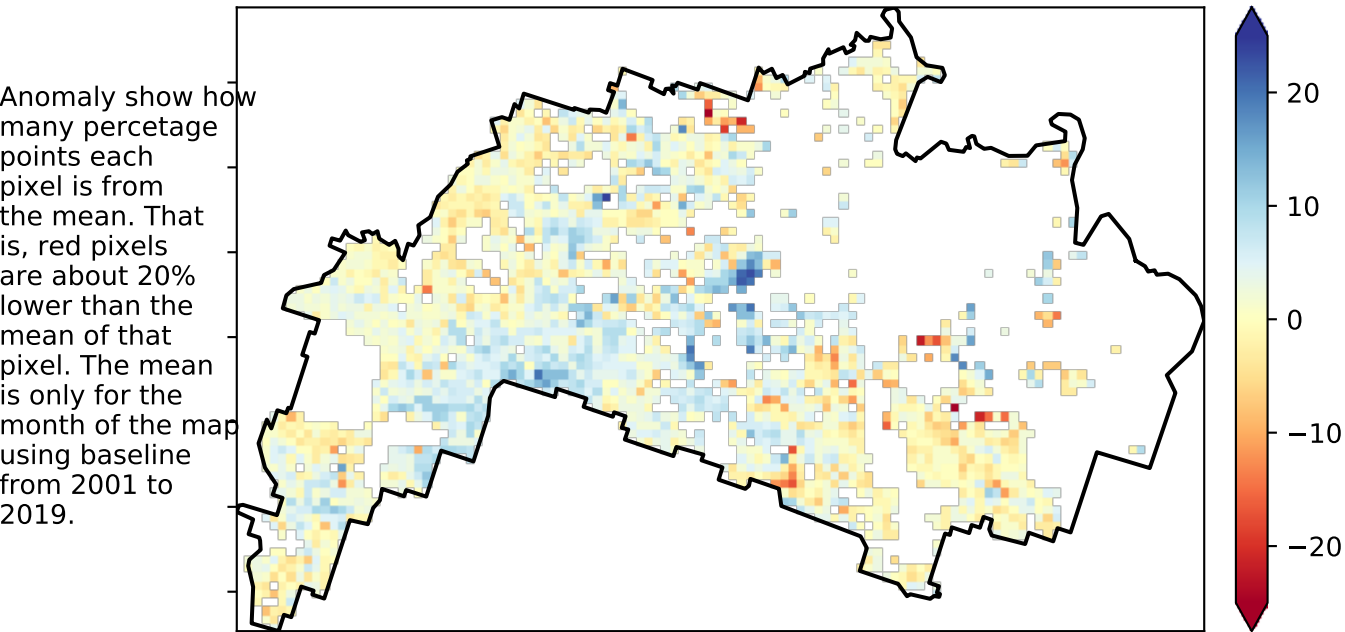 Anomaly show how
many percetage
points each
pixel is from
the mean. That
is, red pixels
are about 20%
lower than the
mean of that
pixel. The mean
is only for the
month of the map
using baseline
from 2001 to
2019.
20
10
0
−10
−20